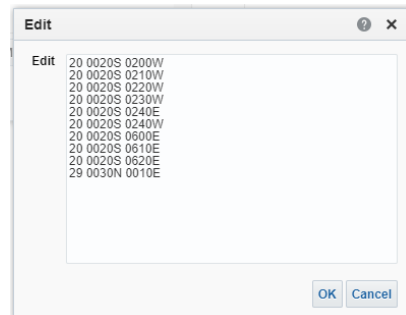 Edit
Edit
20 0020S 0200W
20 0020S 0210W
20 0020S 0220W
20 0020S 0230W
20 0020S 0240E
20 0020S 0240W
20 0020S 0600E
20 0020S 0610E
20 0020S 0620E
29 0030N 0010E
OK Cancel